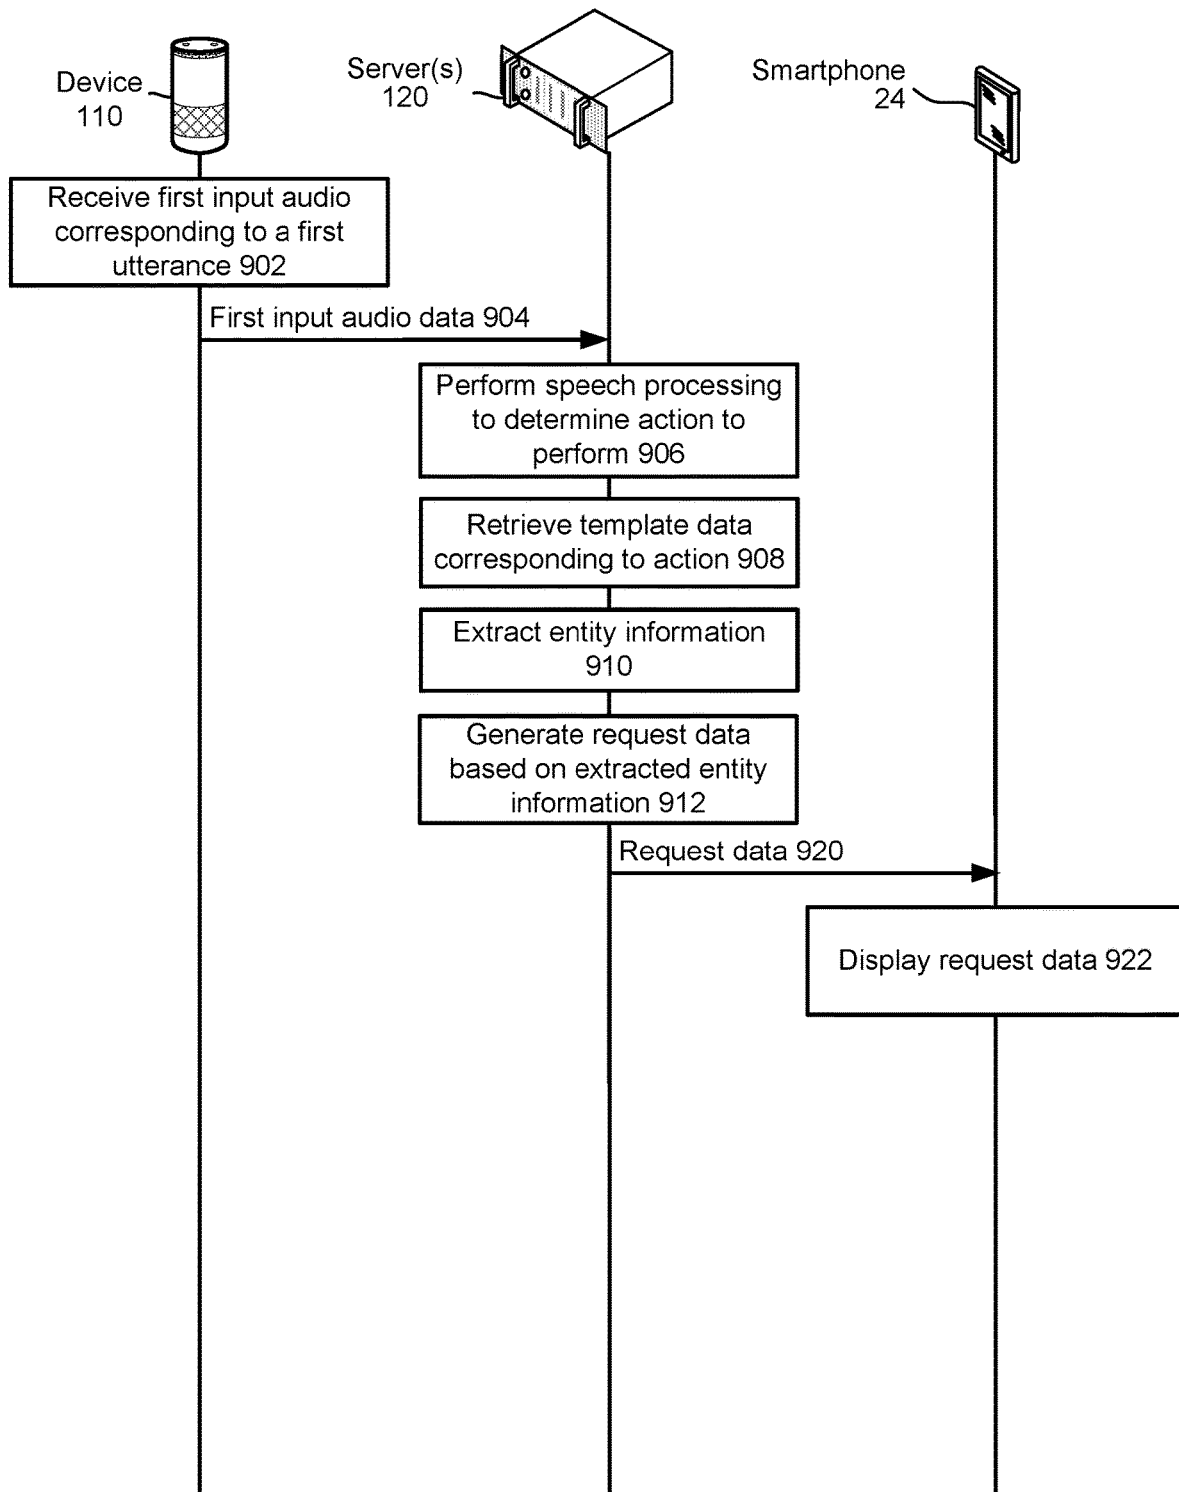 Device
110
Server(s)
120
Smartphone
24
Receive first input audio
corresponding to a first
utterance 902
First input audio data 904
Perform speech processing
to determine action to
perform 906
Retrieve template data
corresponding to action 908
Extract entity information
910
Generate request data
based on extracted entity
information 912
Request data 920
Display request data 922